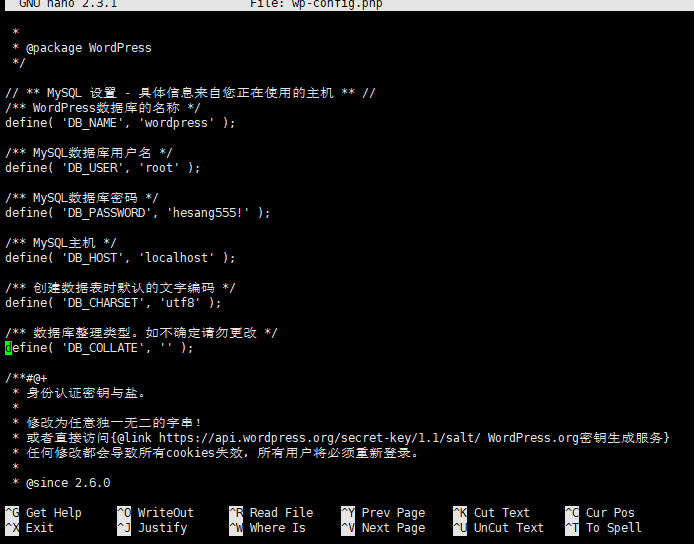 GNU nano 2.3.1 File: wp-config.php
*
* @package WordPress
*/
// ** MySQL 设置 - 具体信息来自您正在使用的主机 ** //
/** WordPress数据库的名称 */
define( 'DB_NAME', 'wordpress' );
/** MySQL数据库用户名 */
define( 'DB_USER', 'root' );
/** MySQL数据库密码 */
define( 'DB_PASSWORD', 'hesang555!' );
/** MySQL主机 */
define( 'DB_HOST', 'localhost' );
/** 创建数据表时默认的文字编码 */
define( 'DB_CHARSET', 'utf8' );
/** 数据库整理类型。如不确定请勿更改 */
define( 'DB_COLLATE', '' );
/**#@+
* 身份认证密钥与盐。
*
* 修改为任意独一无二的字串!
* 或者直接访问{@link https://api.wordpress.org/secret-key/1.1/salt/ WordPress.org密钥生成服务}
* 任何修改都会导致所有cookies失效，所有用户将必须重新登录。
*
* @since 2.6.0
^G Get Help ^O WriteOut ^R Read File ^Y Prev Page ^K Cut Text ^C Cur Pos
^X Exit ^J Justify ^W Where Is ^V Next Page ^U UnCut Text ^T To Spell